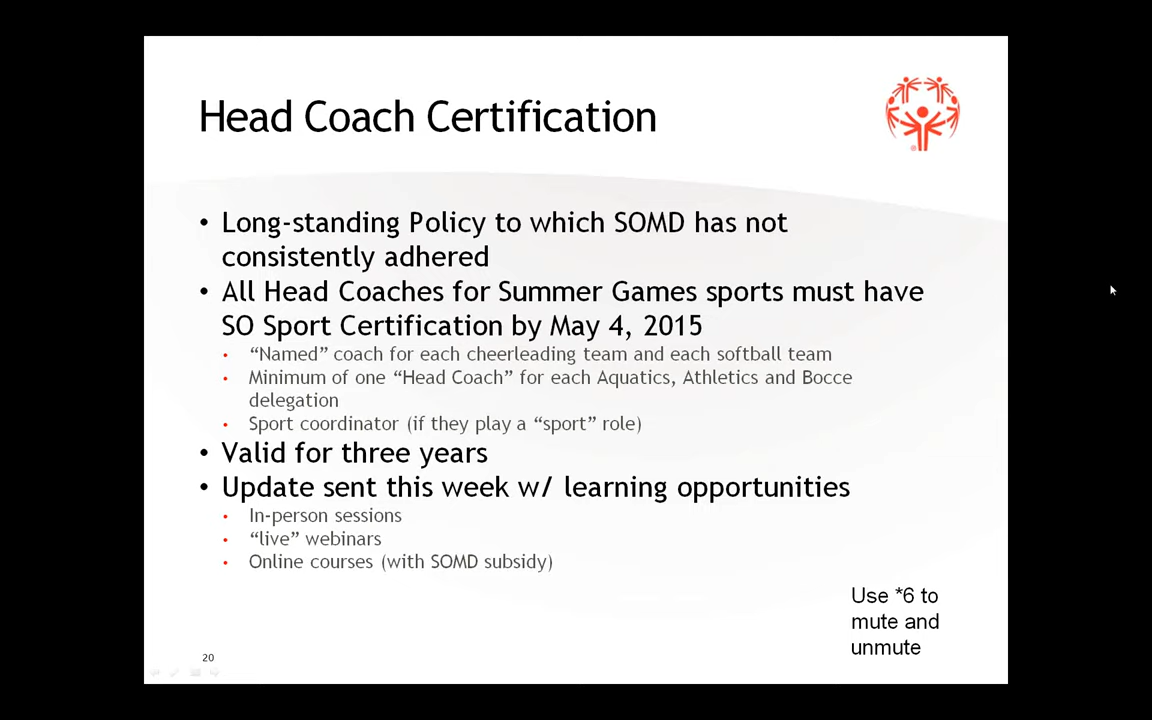 Head Coach Certification
• Long-standing Policy to which SOMD has not
consistently adhered
• All Head Coaches for Summer Games sports must have
SO Sport Certification by May 4, 2015
• “Named” coach for each cheerleading team and each softball team
• Minimum of one “Head Coach” for each Aquatics, Athletics and Bocce
delegation
• Sport coordinator (if they play a “sport” role)
• Valid for three years
• Update sent this week w/ learning opportunities
• In-person sessions
• “live” webinars
• Online courses (with SOMD subsidy)
Use *6 to
mute and
unmute
20